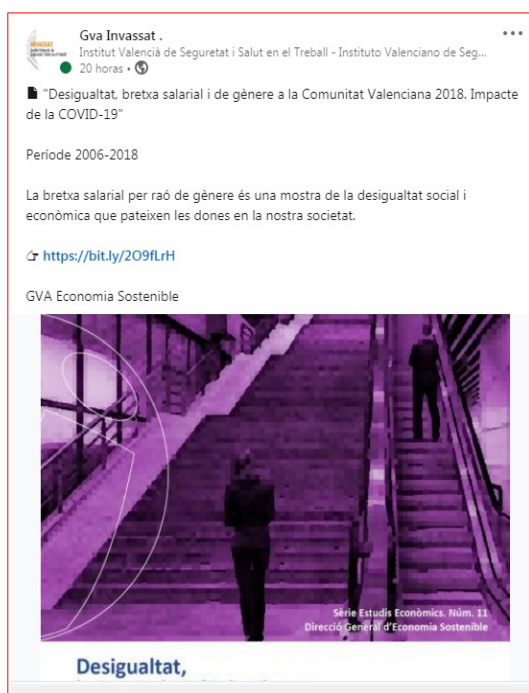 Gva Invassat .
Institut Valencià de Seguretat i Salut en el Treball - Instituto Valenciano de Seg...
20 horas •
"Desigualtat, bretxa salarial i de gènere a la Comunitat Valenciana 2018. Impacte
de la COVID-19"
Període 2006-2018
La bretxa salarial per raó de gènere és una mostra de la desigualtat social i
econòmica que pateixen les dones en la nostra societat.
https://bit.ly/2O9fLrH
GVA Economia Sostenible
Sèrie Estudis Econòmics. Núm. 11
Direcció General d'Economia Sostenible
Desigualtat,